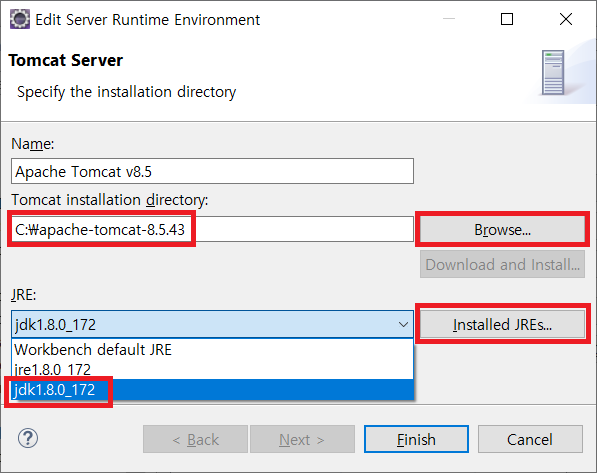 Edit Server Runtime Environment
Tomcat Server
Specify the installation directory
Name:
Apache Tomcat v8.5
Tomcat installation directory:
C:₩apache-tomcat-8.5.43
Browse...
Download and Install...
JRE:
jdk1.8.0_172
Installed JREs...
Workbench default JRE
jre1.8.0_172
jdk1.8.0_172
?
< Back
Next >
Finish
Cancel